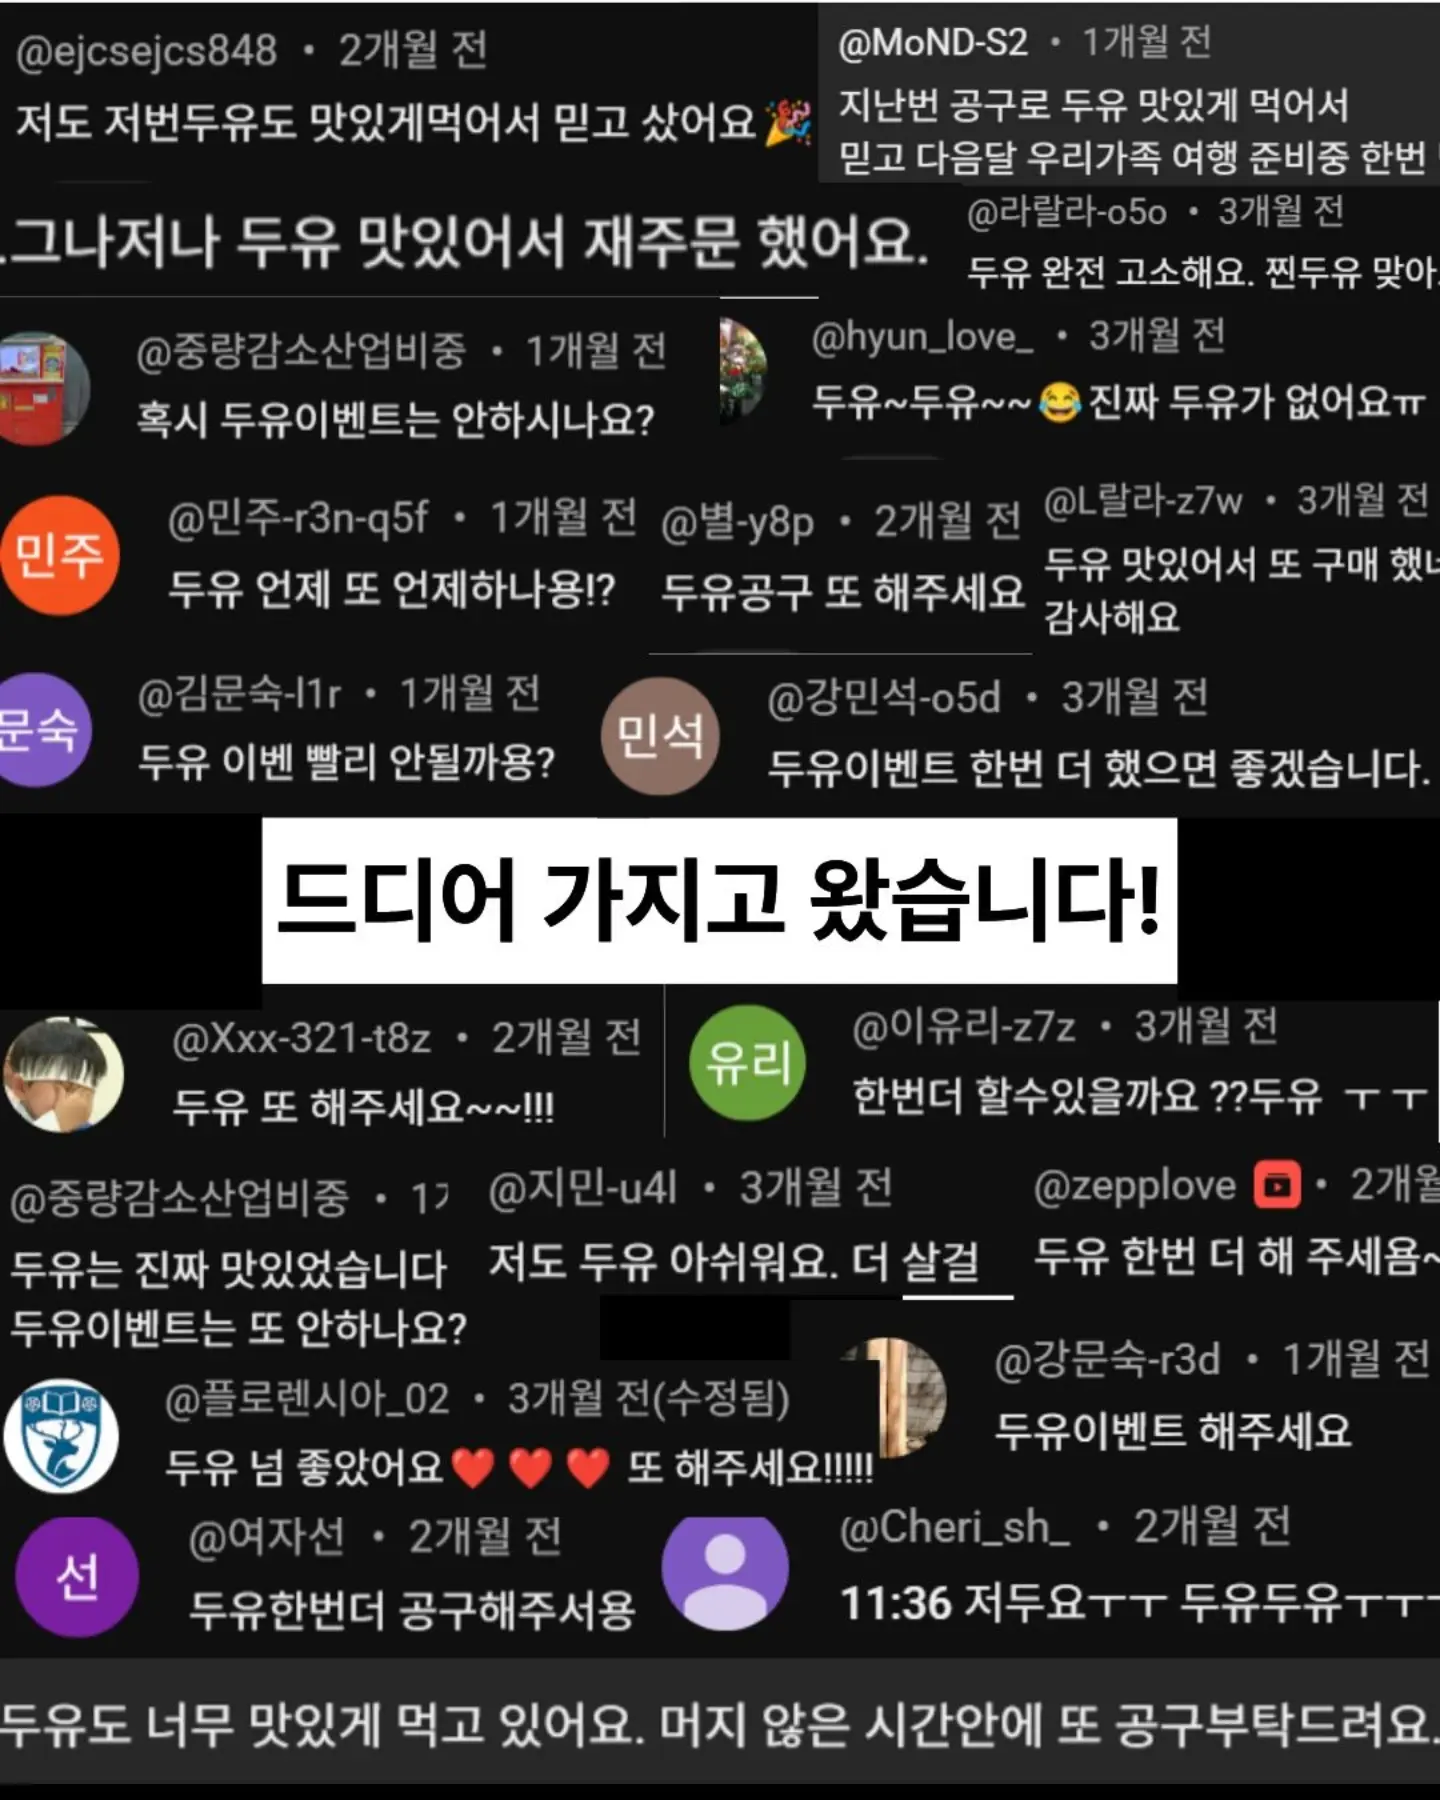 @ejcsejcs848 • 2개월 전
저도 저번두유도 맛있게먹어서 믿고 샀어요🎉
@MoND-S2 • 1개월 전
지난번 공구로 두유 맛있게 먹어서
믿고 다음달 우리가족 여행 준비중 한번
.그나저나 두유 맛있어서 재주문 했어요.
@라랄라-o5o • 3개월 전
두유 완전 고소해요. 찐두유 맞아
@중량감소산업비중 • 1개월 전
혹시 두유이벤트는 안하시나요?
@hyun_love_ • 3개월 전
두유~두유~~😂진짜 두유가 없어요ㅠ
민주
@민주-r3n-q5f • 1개월 전
두유 언제 또 언제하나용!?
@별-y8p • 2개월 전
두유공구 또 해주세요
@L랄라-z7w • 3개월 전
두유 맛있어서 또 구매 했
감사해요
문숙
@김문숙-l1r • 1개월 전
두유 이벤 빨리 안될까용?
민석
@강민석-o5d • 3개월 전
두유이벤트 한번 더 했으면 좋겠습니다.
드디어 가지고 왔습니다!
@Xxx-321-t8z • 2개월 전
두유 또 해주세요~~!!!
유리
@이유리-z7z • 3개월 전
한번더 할수있을까요 ??두유 ㅜㅜ
@중량감소산업비중 • 1
두유는 진짜 맛있었습니다
두유이벤트는 또 안하나요?
@지민-u4l • 3개월 전
저도 두유 아쉬워요. 더 살걸
@zepplove • 2개월
두유 한번 더 해 주세욤~
@플로렌시아_02 • 3개월 전(수정됨)
두유 넘 좋았어요❤️❤️❤️ 또 해주세요!!!!!
@강문숙-r3d • 1개월 전
두유이벤트 해주세요
선
@여자선 • 2개월 전
두유한번더 공구해주서용
@Cheri_sh_ • 2개월 전
11:36 저두요ㅜㅜ 두유두유ㅜㅜㅜ
두유도 너무 맛있게 먹고 있어요. 머지 않은 시간안에 또 공구부탁드려요.